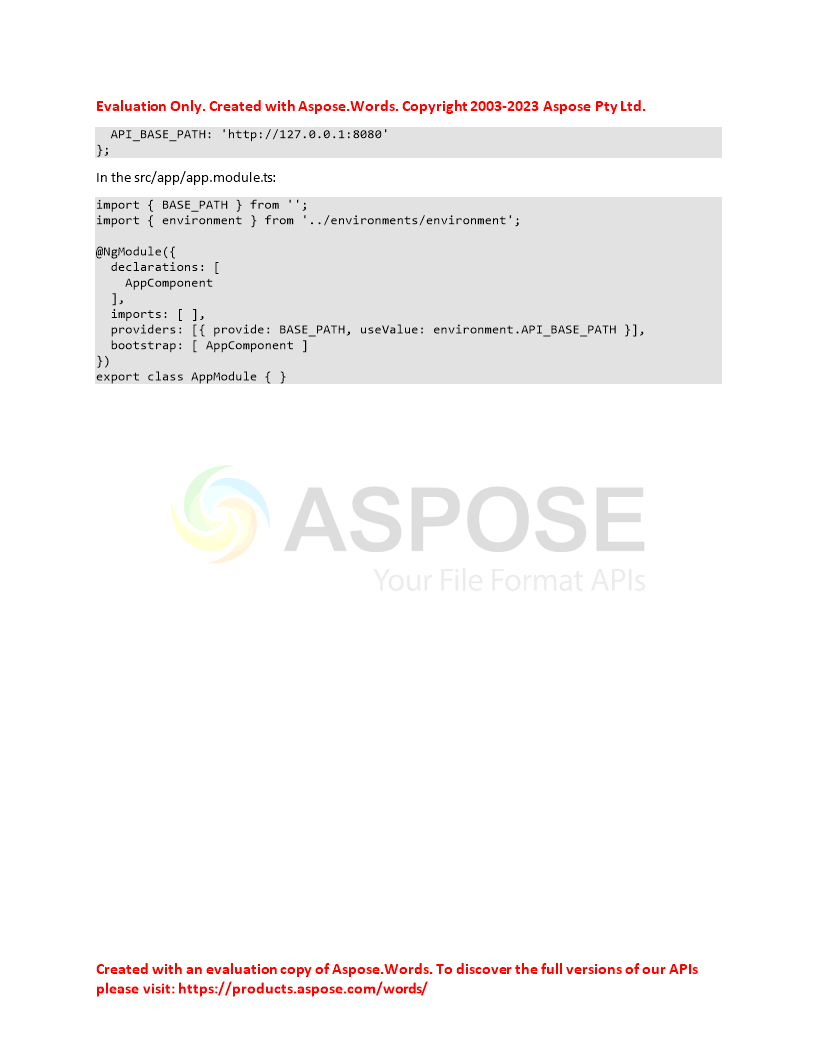 Evaluation Only. Created with Aspose.Words. Copyright 2003-2023 Aspose Pty Ltd.
  API_BASE_PATH: 'http://127.0.0.1:8080'
};
In the src/app/app.module.ts:
import { BASE_PATH } from '';
import { environment } from '../environments/environment';

@NgModule({
  declarations: [
    AppComponent
  ],
  imports: [ ],
  providers: [{ provide: BASE_PATH, useValue: environment.API_BASE_PATH }],
  bootstrap: [ AppComponent ]
})
export class AppModule { }
ASPOSE
Your File Format APIs
Created with an evaluation copy of Aspose.Words. To discover the full versions of our APIs
please visit: https://products.aspose.com/words/